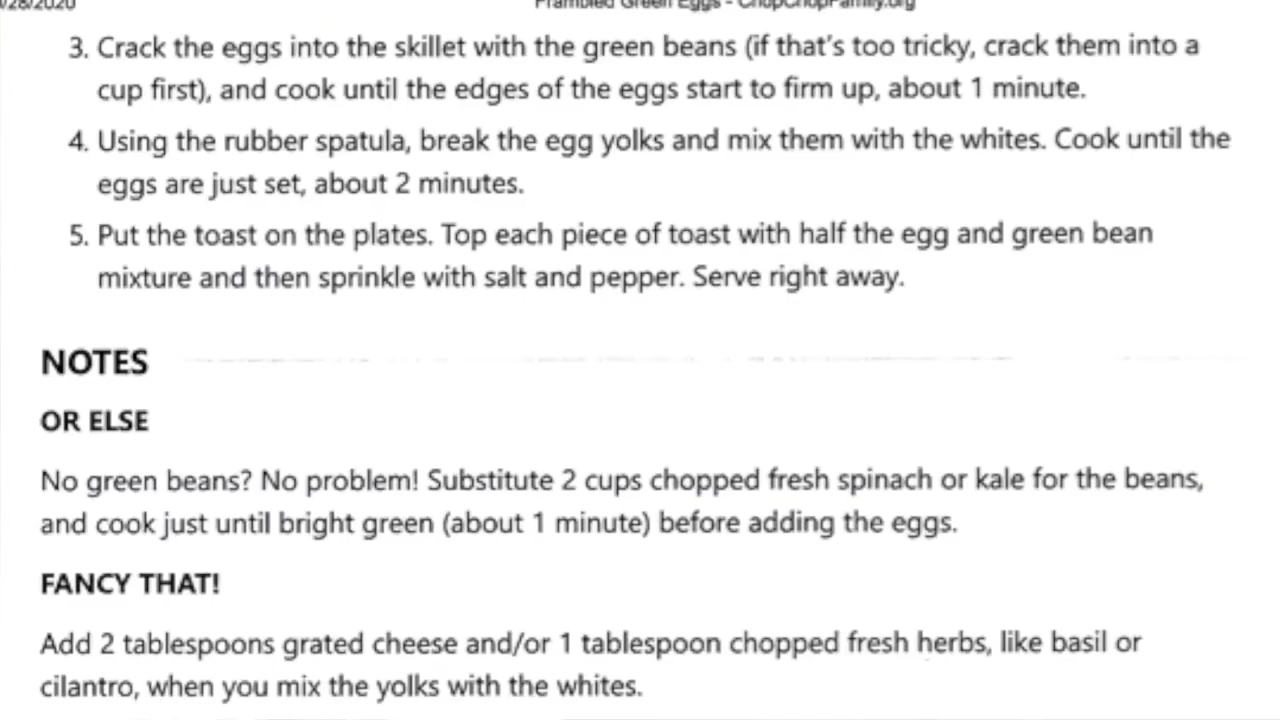 /28/2020 Frambled Green Eggs - ChopChopFamily.org
3. Crack the eggs into the skillet with the green beans (if that's too tricky, crack them into a
cup first), and cook until the edges of the eggs start to firm up, about 1 minute.
4. Using the rubber spatula, break the egg yolks and mix them with the whites. Cook until the
eggs are just set, about 2 minutes.
5. Put the toast on the plates. Top each piece of toast with half the egg and green bean
mixture and then sprinkle with salt and pepper. Serve right away.
NOTES
OR ELSE
No green beans? No problem! Substitute 2 cups chopped fresh spinach or kale for the beans,
and cook just until bright green (about 1 minute) before adding the eggs.
FANCY THAT!
Add 2 tablespoons grated cheese and/or 1 tablespoon chopped fresh herbs, like basil or
cilantro, when you mix the yolks with the whites.